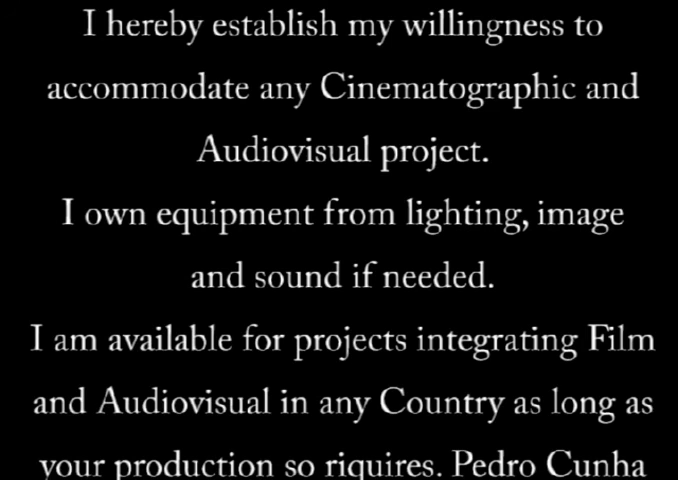 I hereby establish my willingness to
accommodate any Cinematographic and
Audiovisual project.
I own equipment from lighting, image
and sound if needed.
I am available for projects integrating Film
and Audiovisual in any Country as long as
your production so riquires. Pedro Cunha